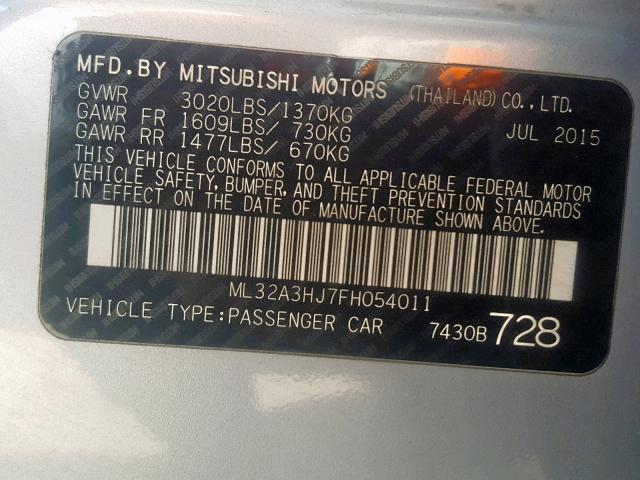 MFD.BY MITSUBISHI MOTORS (THAILAND)CO.,LTD.
GVWR 3020LBS/1370KG
GAWR FR 1609LBS/ 730KG JUL 2015
GAWR RR 1477LBS/ 670KG
THIS VEHICLE CONFORMS TO ALL APPLICABLE FEDERAL MOTOR
VEHICLE SAFETY, BUMPER, AND THEFT PREVENTION STANDARDS
IN EFFECT ON THE DATE OF MANUFACTURE SHOWN ABOVE.
ML32A3HJ7FH054011
VEHICLE TYPE:PASSENGER CAR 7430B 728